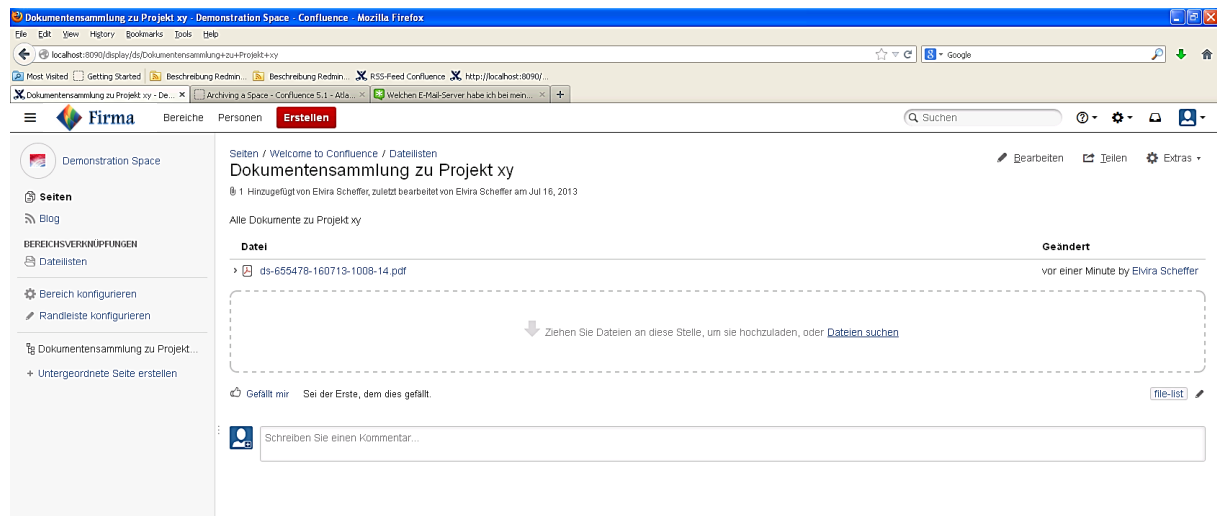 Dokumentensammlung zu Projekt xy - Demonstration Space - Confluence - Mozilla Firefox
File Edit View History Bookmarks Tools Help
localhost:8090/display/ds/Dokumentensammlung+zu+Projekt+xy
Google
Most Visited Getting Started Beschreibung Redmin... Beschreibung Redmin... RSS-Feed Confluence http://localhost:8090/...
Dokumentensammlung zu Projekt xy - De... Archiving a Space - Confluence 5.1 - Atla... Welchen E-Mail-Server habe ich bei mein...
Firma Bereiche Personen Erstellen Suchen
Demonstration Space
Seiten
Blog
BEREICHSVERKNÜPFUNGEN
Dateilisten
Bereich konfigurieren
Randleiste konfigurieren
Dokumentensammlung zu Projekt...
+ Untergeordnete Seite erstellen
Seiten / Welcome to Confluence / Dateilisten
Bearbeiten Teilen Extras
Dokumentensammlung zu Projekt xy
1 Hinzugefügt von Elvira Scheffer, zuletzt bearbeitet von Elvira Scheffer am Jul 16, 2013
Alle Dokumente zu Projekt xy
Datei Geändert
ds-655478-160713-1008-14.pdf vor einer Minute by Elvira Scheffer
Ziehen Sie Dateien an diese Stelle, um sie hochzuladen, oder Dateien suchen
Gefällt mir Sei der Erste, dem dies gefällt. file-list
Schreiben Sie einen Kommentar...